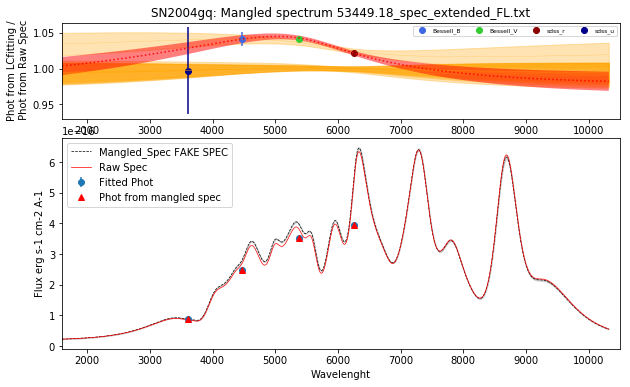 SN2004gq: Mangled spectrum 53449.18_spec_extended_FL.txt
Phot from LCfitting /
Phot from Raw Spec
1.05
1.00
0.95
Bessell_B
Bessell_V
sdss_r
sdss_u
2000 3000 4000 5000 6000 7000 8000 9000 10000
1e−16
Flux erg s-1 cm-2 A-1
6
5
4
3
2
1
0
Mangled_Spec FAKE SPEC
Raw Spec
Fitted Phot
Phot from mangled spec
2000 3000 4000 5000 6000 7000 8000 9000 10000
Wavelenght